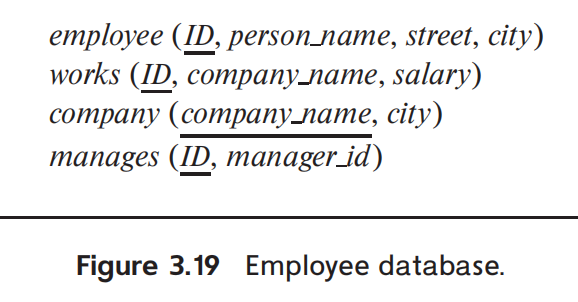 employee (ID, person_name, street, city)
works (ID, company_name, salary)
company (company_name, city)
manages (ID, manager_id)
Figure 3.19 Employee database.